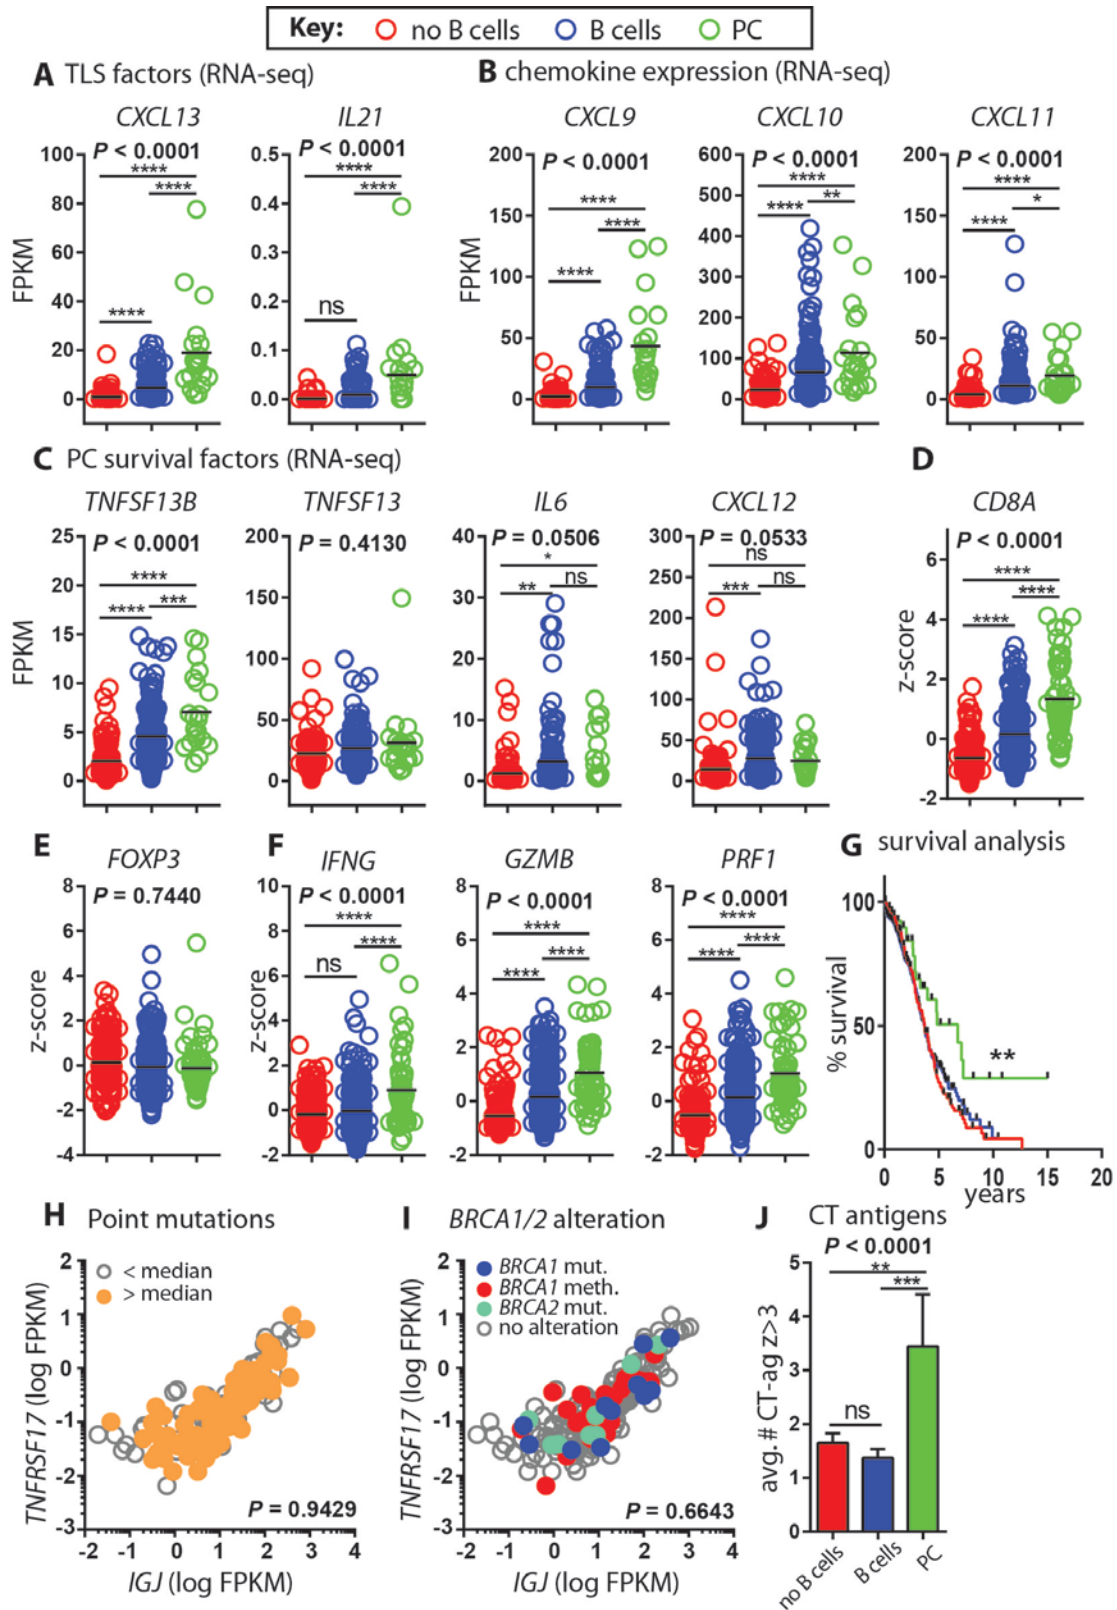 Key: no B cells B cells PC
A TLS factors (RNA-seq) B chemokine expression (RNA-seq)
CXCL13 IL21 CXCL9 CXCL10 CXCL11
P < 0.0001 P < 0.0001 P < 0.0001 P < 0.0001 P < 0.0001
100 0.5 200 600 200
**** **** **** **** ****
**** **** **** ** *
80 0.4 150 500 150
**** ****
400
60 0.3 ****
FPKM FPKM
100 300 100
40 0.2
**** ns
200
20 0.1 50 100 50
0 0.0 0 0 0
C PC survival factors (RNA-seq) D
TNFSF13B TNFSF13 IL6 CXCL12 CD8A
25 200 40 300
P < 0.0001 P = 0.4130 P = 0.0506 P = 0.0533 P < 0.0001
ns
* 6
20 250
**** 150 30 ****
**** *** ** ns *** ns ****
15 200 4 ****
FPKM z-score
100 20 150 2
10
100
50 10 0
5 50
0 0 0 0 -2
E F G survival analysis
FOXP3 IFNG GZMB PRF1
8 10 8 8
P = 0.7440 P < 0.0001 P < 0.0001 P < 0.0001
100
6 8 **** **** ****
**** 6 **** 6 ****
4 6 ns **** ****
z-score z-score % survival
4 4 4
2 50
**
0 2 2 2
-2 0 0 0
-4 -2 -2 -2 0
0 5 10 15 20
years
H Point mutations I BRCA1/2 alteration J CT antigens
P < 0.0001
2 2 5
< median BRCA1 mut. **
> median BRCA1 meth. ***
1 1 BRCA2 mut. 4
no alteration
TNFRSF17 (log FPKM) TNFRSF17 (log FPKM) avg. # CT-ag z>3
0 0 3
-1 -1 2 ns
-2 -2 1
P = 0.9429 P = 0.6643
-3 -3 0
-2 -1 0 1 2 3 4 -2 -1 0 1 2 3 4 no B cells B cells PC
IGJ (log FPKM) IGJ (log FPKM)